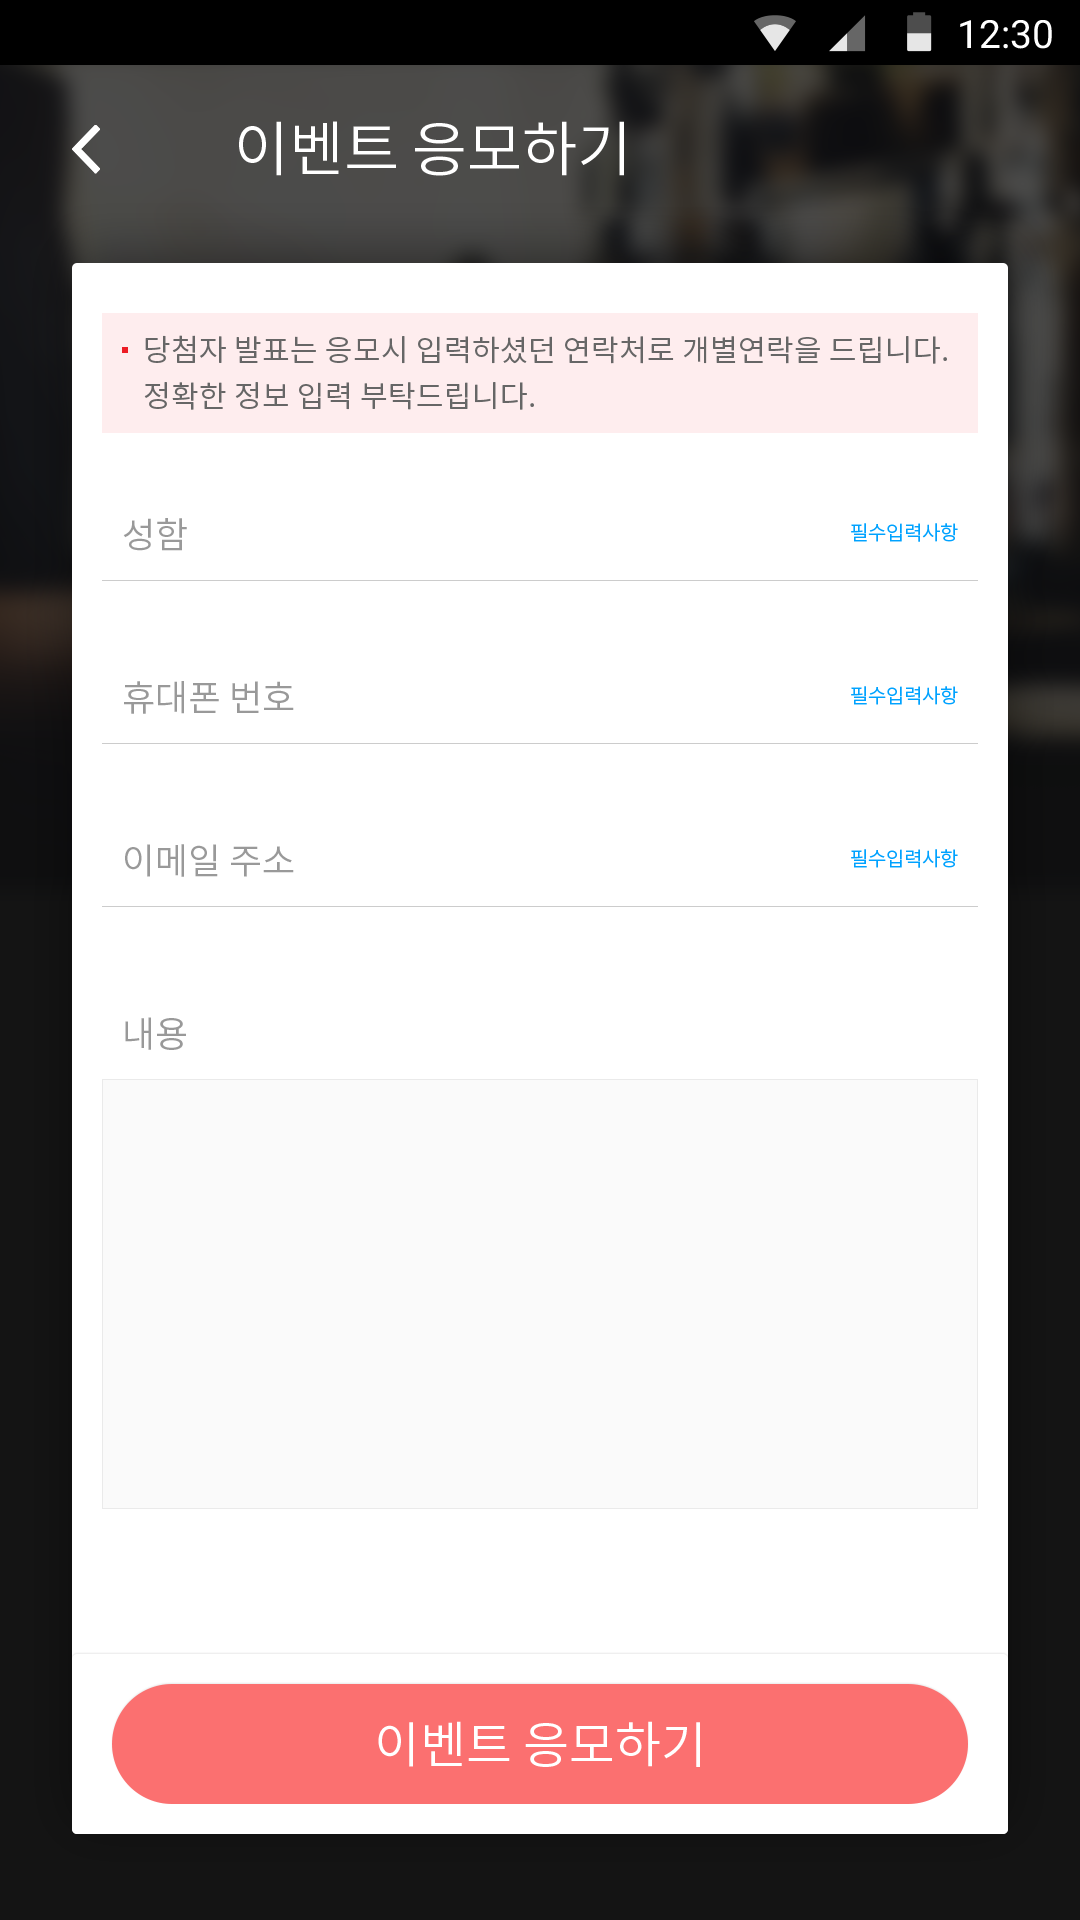 12:30
이벤트 응모하기
당첨자 발표는 응모시 입력하셨던 연락처로 개별연락을 드립니다.
정확한 정보 입력 부탁드립니다.
성함 필수입력사항
휴대폰 번호 필수입력사항
이메일 주소 필수입력사항
내용
이벤트 응모하기